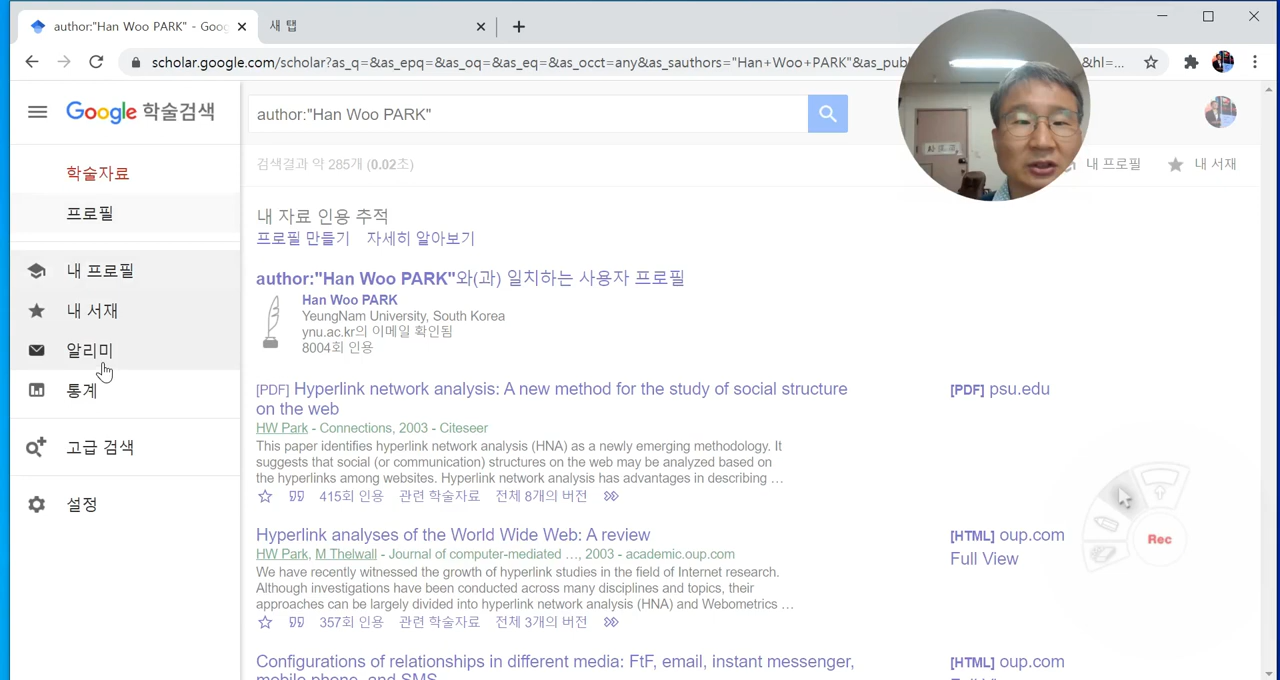 author:"Han Woo PARK" - Goog
새 탭
scholar.google.com/scholar?as_q=&as_epq=&as_oq=&as_eq=&as_occt=any&as_sauthors="Han+Woo+PARK"&as_publ
&hl=...
Google 학술검색
author:"Han Woo PARK"
학술자료
프로필
내 프로필
내 서재
알리미
통계
고급 검색
설정
검색결과 약 285개 (0.02초)
내 프로필
내 서재
내 자료 인용 추적
프로필 만들기 자세히 알아보기
author:"Han Woo PARK"와(과) 일치하는 사용자 프로필
Han Woo PARK
YeungNam University, South Korea
ynu.ac.kr의 이메일 확인됨
8004회 인용
[PDF] Hyperlink network analysis: A new method for the study of social structure
on the web
[PDF] psu.edu
HW Park - Connections, 2003 - Citeseer
This paper identifies hyperlink network analysis (HNA) as a newly emerging methodology. It
suggests that social (or communication) structures on the web may be analyzed based on
the hyperlinks among websites. Hyperlink network analysis has advantages in describing …
415회 인용 관련 학술자료 전체 8개의 버전
Hyperlink analyses of the World Wide Web: A review
[HTML] oup.com
Full View
HW Park, M Thelwall - Journal of computer-mediated …, 2003 - academic.oup.com
We have recently witnessed the growth of hyperlink studies in the field of Internet research.
Although investigations have been conducted across many disciplines and topics, their
approaches can be largely divided into hyperlink network analysis (HNA) and Webometrics …
357회 인용 관련 학술자료 전체 3개의 버전
Configurations of relationships in different media: FtF, email, instant messenger,
mobile phone, and SMS
[HTML] oup.com
Rec